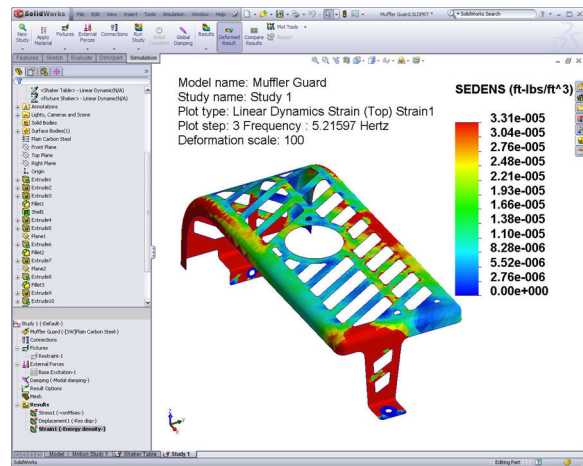 SolidWorks File Edit View Insert Tools Simulation Window Help Muffler Guard.SLDPRT * SolidWorks Search
New Study Apply Material Fixtures External Forces Connections Run Study Initial Condition Global Damping Results Deformed Result Compare Results Plot Tools Report
Features Sketch Evaluate DimXpert Simulation
<Shaker Table> -Linear Dynamic(N/A)
<Fixture Shaker> -Linear Dynamic(N/A)
Annotations
Lights, Cameras and Scene
Solid Bodies
Surface Bodies(1)
Plain Carbon Steel
Front Plane
Top Plane
Right Plane
Origin
Extrude1
Extrude2
Extrude3
Fillet1
Shell1
Extrude4
Extrude5
Plane1
Extrude6
Fillet2
Extrude7
Plane2
Extrude8
Fillet3
Extrude9
Extrude10
Model name: Muffler Guard
Study name: Study 1
Plot type: Linear Dynamics Strain (Top) Strain1
Plot step: 3 Frequency : 5.21597 Hertz
Deformation scale: 100
SEDENS (ft-lbs/ft^3)
3.31e-005
3.04e-005
2.76e-005
2.48e-005
2.21e-005
1.93e-005
1.66e-005
1.38e-005
1.10e-005
8.28e-006
5.52e-006
2.76e-006
0.00e+000
Study 1 (-Default-)
Muffler Guard (-[SW]Plain Carbon Steel-)
Connections
Fixtures
Restraint-1
External Forces
Base Excitation-1
Damping (-Modal damping-)
Result Options
Mesh
Results
Stress1 (-vonMises-)
Displacement1 (-Res disp-)
Strain1 (-Energy density-)
Model Motion Study 1 Shaker Table Study 1
SolidWorks Editing Part